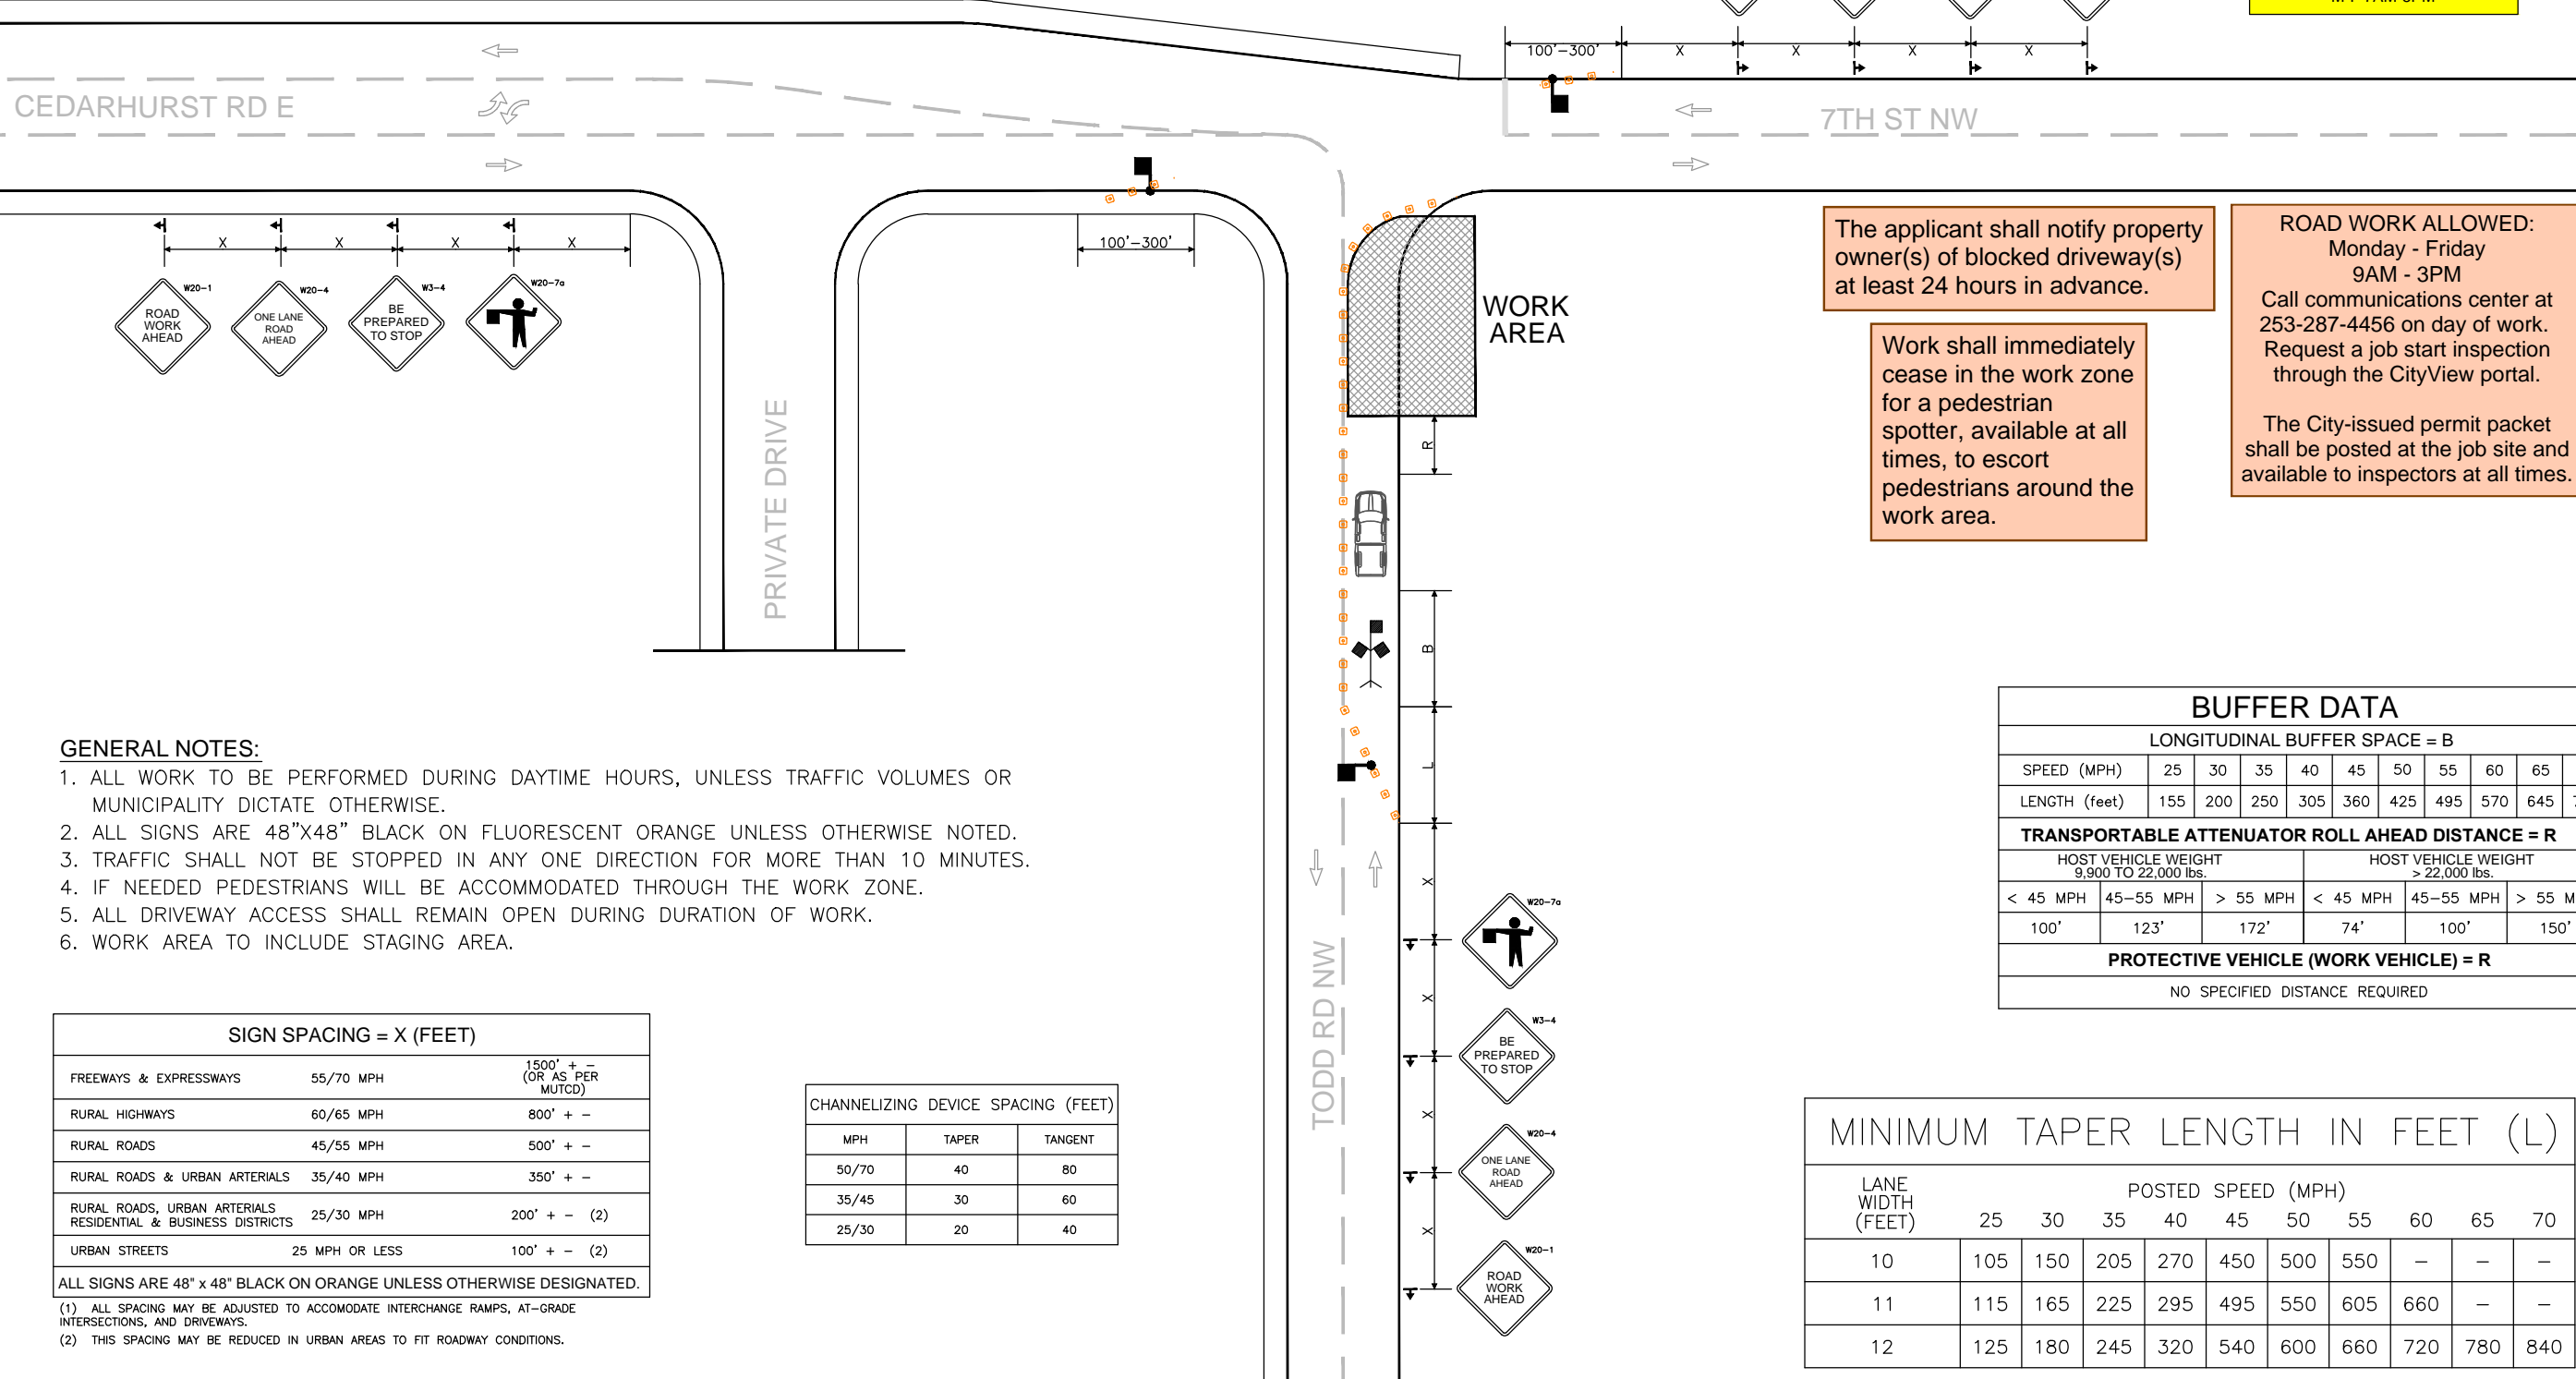 100'-300'
X
X
X
X
CEDARHURST RD E
7TH ST NW
X
X
X
X
100'-300'
W20-1
ROAD
WORK
AHEAD
W20-4
ONE LANE
ROAD
AHEAD
W3-4
BE
PREPARED
TO STOP
W20-7a
PRIVATE DRIVE
WORK
AREA
The applicant shall notify property
owner(s) of blocked driveway(s)
at least 24 hours in advance.
Work shall immediately
cease in the work zone
for a pedestrian
spotter, available at all
times, to escort
pedestrians around the
work area.
ROAD WORK ALLOWED:
Monday - Friday
9AM - 3PM
Call communications center at
253-287-4456 on day of work.
Request a job start inspection
through the CityView portal.
The City-issued permit packet
shall be posted at the job site and
available to inspectors at all times.
R
B
L
X
X
X
X
TODD RD NW
W20-7a
W3-4
BE
PREPARED
TO STOP
W20-4
ONE LANE
ROAD
AHEAD
W20-1
ROAD
WORK
AHEAD
GENERAL NOTES:
1. ALL WORK TO BE PERFORMED DURING DAYTIME HOURS, UNLESS TRAFFIC VOLUMES OR
MUNICIPALITY DICTATE OTHERWISE.
2. ALL SIGNS ARE 48"X48" BLACK ON FLUORESCENT ORANGE UNLESS OTHERWISE NOTED.
3. TRAFFIC SHALL NOT BE STOPPED IN ANY ONE DIRECTION FOR MORE THAN 10 MINUTES.
4. IF NEEDED PEDESTRIANS WILL BE ACCOMMODATED THROUGH THE WORK ZONE.
5. ALL DRIVEWAY ACCESS SHALL REMAIN OPEN DURING DURATION OF WORK.
6. WORK AREA TO INCLUDE STAGING AREA.
SIGN SPACING = X (FEET)
FREEWAYS & EXPRESSWAYS 55/70 MPH 1500' + -
(OR AS PER
MUTCD)
RURAL HIGHWAYS 60/65 MPH 800' + -
RURAL ROADS 45/55 MPH 500' + -
RURAL ROADS & URBAN ARTERIALS 35/40 MPH 350' + -
RURAL ROADS, URBAN ARTERIALS
RESIDENTIAL & BUSINESS DISTRICTS 25/30 MPH 200' + - (2)
URBAN STREETS 25 MPH OR LESS 100' + - (2)
ALL SIGNS ARE 48" x 48" BLACK ON ORANGE UNLESS OTHERWISE DESIGNATED.
(1) ALL SPACING MAY BE ADJUSTED TO ACCOMODATE INTERCHANGE RAMPS, AT-GRADE
INTERSECTIONS, AND DRIVEWAYS.
(2) THIS SPACING MAY BE REDUCED IN URBAN AREAS TO FIT ROADWAY CONDITIONS.
CHANNELIZING DEVICE SPACING (FEET)
MPH TAPER TANGENT
50/70 40 80
35/45 30 60
25/30 20 40
BUFFER DATA
LONGITUDINAL BUFFER SPACE = B
SPEED (MPH) 25 30 35 40 45 50 55 60 65
LENGTH (feet) 155 200 250 305 360 425 495 570 645
TRANSPORTABLE ATTENUATOR ROLL AHEAD DISTANCE = R
HOST VEHICLE WEIGHT
9,900 TO 22,000 lbs.
HOST VEHICLE WEIGHT
> 22,000 lbs.
< 45 MPH 45-55 MPH > 55 MPH < 45 MPH 45-55 MPH > 55 M
100' 123' 172' 74' 100' 150'
PROTECTIVE VEHICLE (WORK VEHICLE) = R
NO SPECIFIED DISTANCE REQUIRED
MINIMUM TAPER LENGTH IN FEET (L)
LANE
WIDTH
(FEET)
POSTED SPEED (MPH)
25 30 35 40 45 50 55 60 65 70
10 105 150 205 270 450 500 550 - - -
11 115 165 225 295 495 550 605 660 - -
12 125 180 245 320 540 600 660 720 780 840